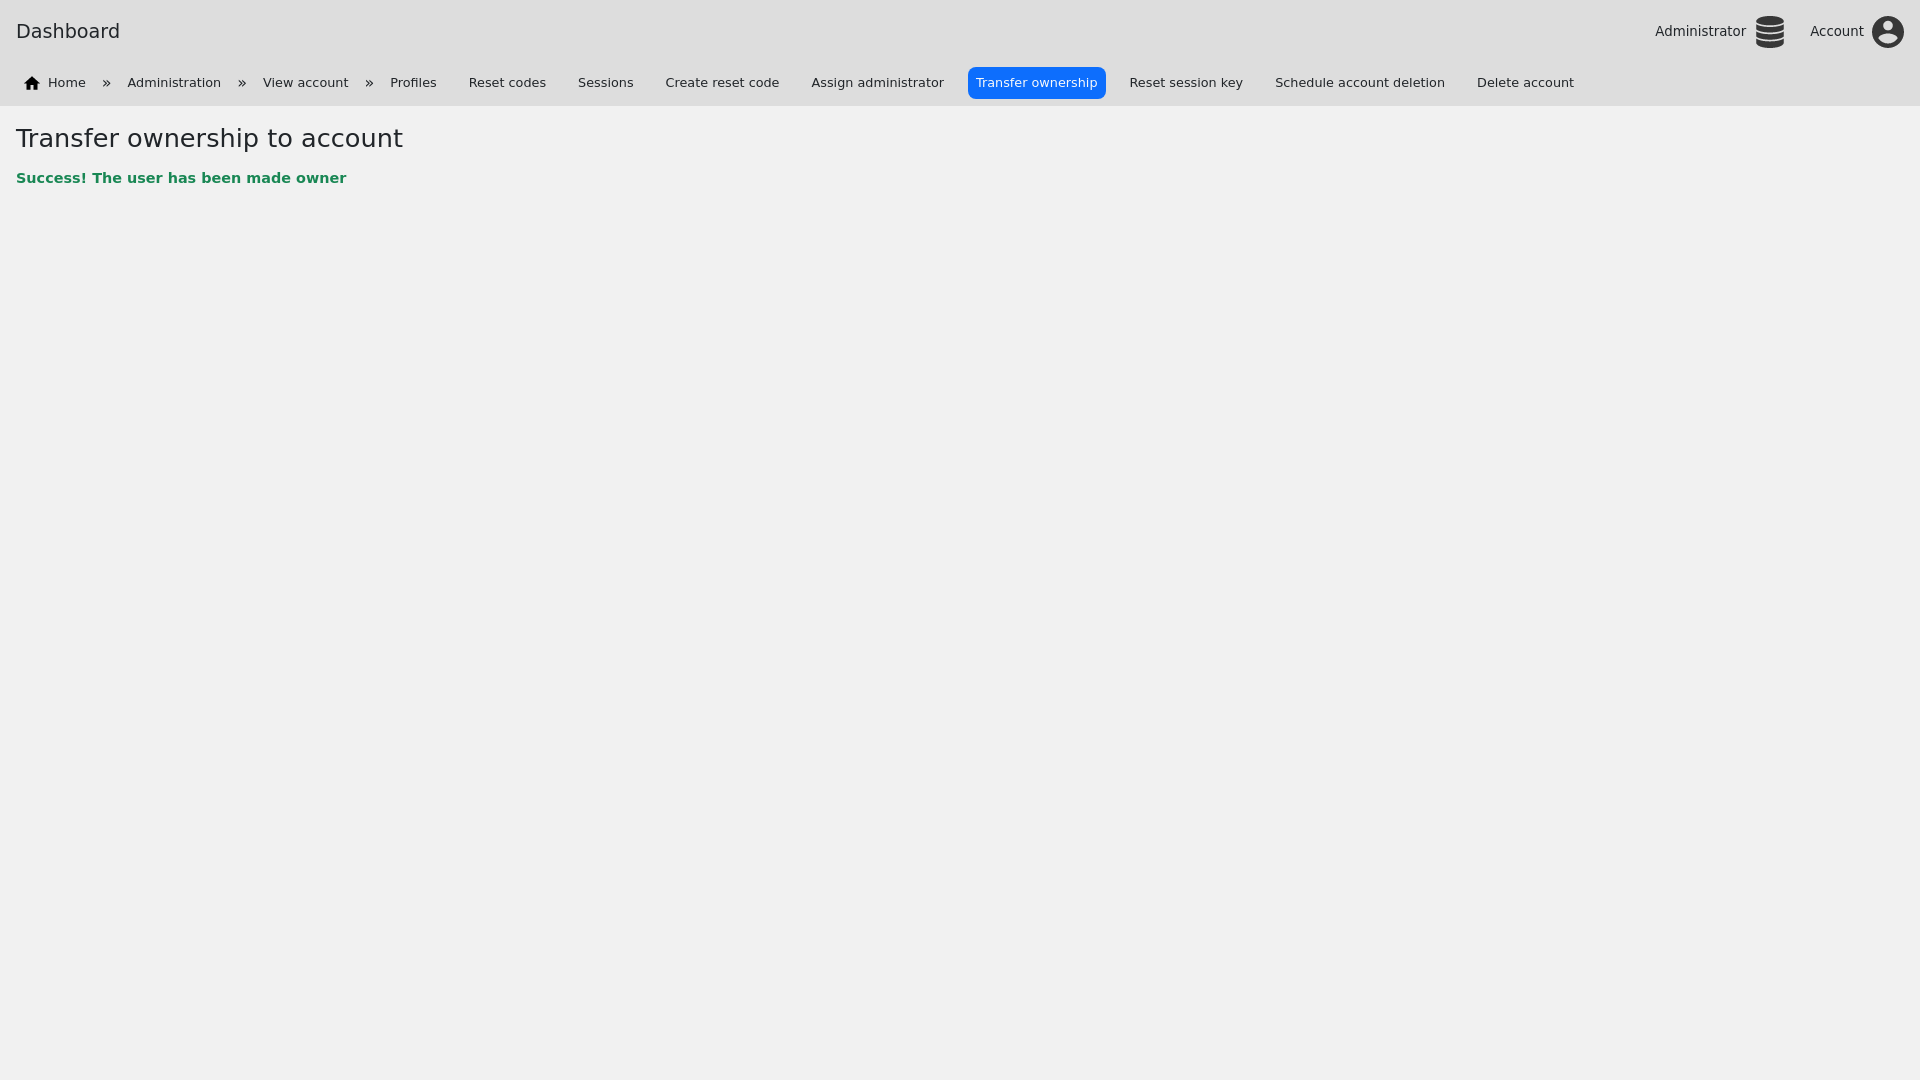 Dashboard
Administrator
Account
Home » Administration » View account » Profiles Reset codes Sessions Create reset code Assign administrator Transfer ownership Reset session key Schedule account deletion Delete account
Transfer ownership to account
Success! The user has been made owner